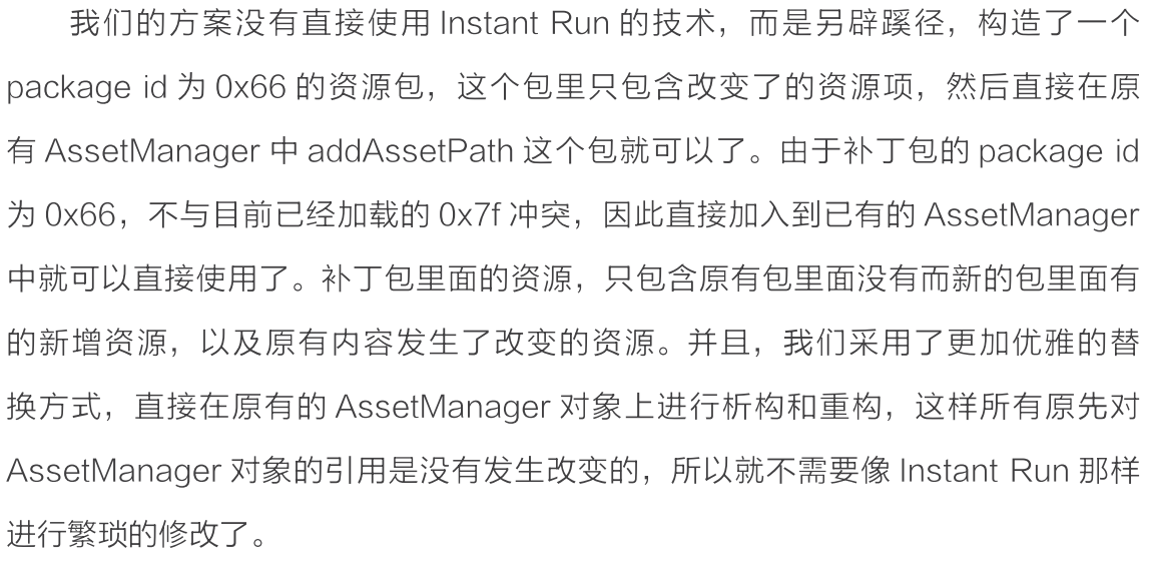 我们的方案没有直接使用 Instant Run 的技术，而是另辟蹊径，构造了一个
package id 为 0x66 的资源包，这个包里只包含改变了的资源项，然后直接在原
有 AssetManager 中 addAssetPath 这个包就可以了。由于补丁包的 package id
为 0x66，不与目前已经加载的 0x7f 冲突，因此直接加入到已有的 AssetManager
中就可以直接使用了。补丁包里面的资源，只包含原有包里面没有而新的包里面有
的新增资源，以及原有内容发生了改变的资源。并且，我们采用了更加优雅的替
换方式，直接在原有的 AssetManager 对象上进行析构和重构，这样所有原先对
AssetManager 对象的引用是没有发生改变的，所以就不需要像 Instant Run 那样
进行繁琐的修改了。